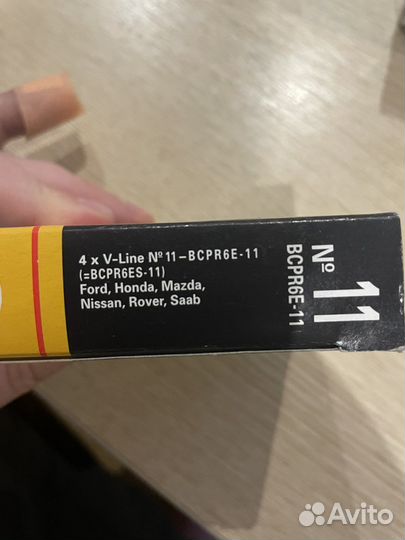 4 x V-Line Nº 11-BCPR6E-11
(=BCPR6ES-11)
Ford, Honda, Mazda,
Nissan, Rover, Saab
Nº 11
BCPR6E-11
Avito